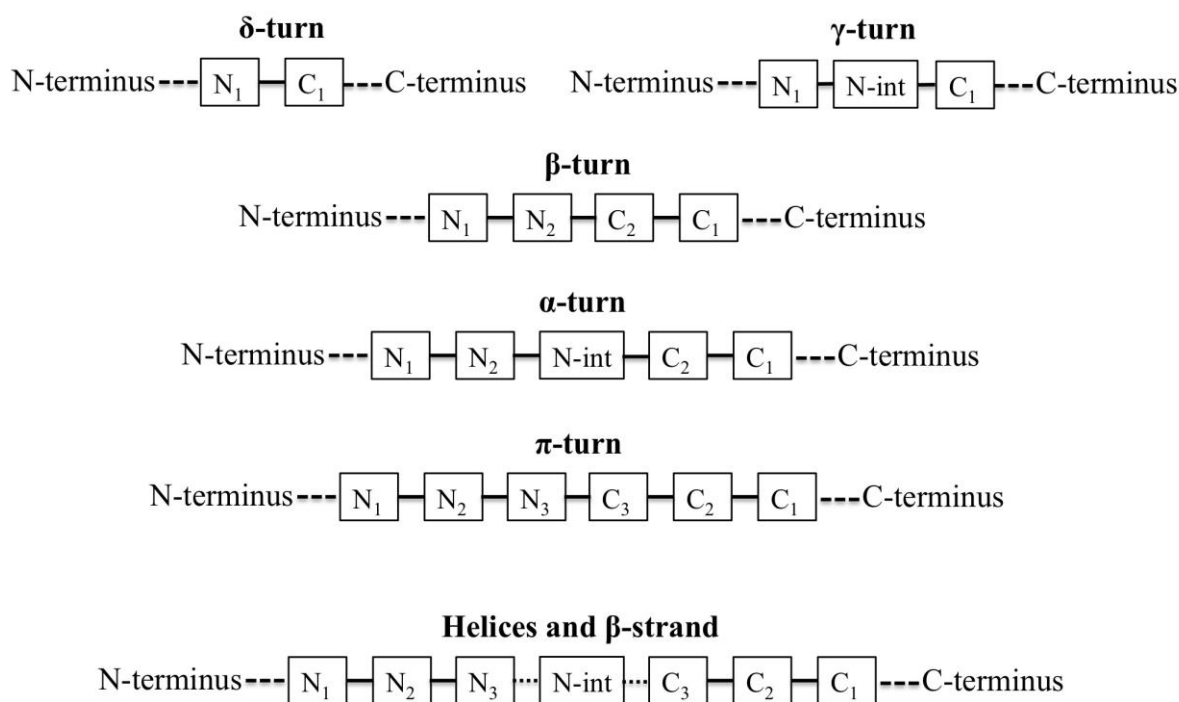 δ-turn
N-terminus N₁ C₁ C-terminus
γ-turn
N-terminus N₁ N-int C₁ C-terminus
β-turn
N-terminus N₁ N₂ C₂ C₁ C-terminus
α-turn
N-terminus N₁ N₂ N-int C₂ C₁ C-terminus
π-turn
N-terminus N₁ N₂ N₃ C₃ C₂ C₁ C-terminus
Helices and β-strand
N-terminus N₁ N₂ N₃ N-int C₃ C₂ C₁ C-terminus